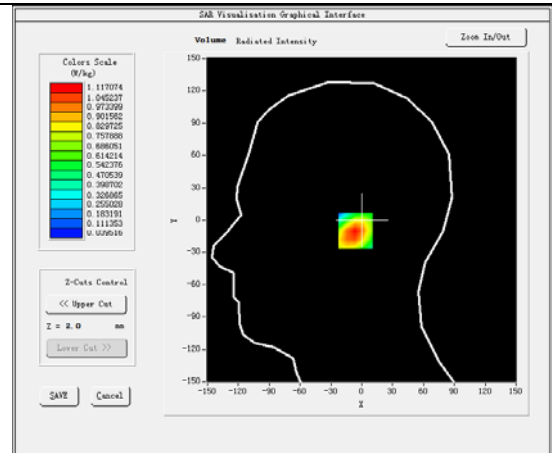 SAR Visualisation Graphical Interface
Volume Radiated Intensity
Zoom In/Out
Colors Scale
(W/kg)
1.117074
1.045237
0.973399
0.901562
0.829725
0.757888
0.686051
0.614214
0.542376
0.470539
0.398702
0.326865
0.255028
0.183191
0.111353
0.039516
150
120
90
60
30
0
-30
-60
-90
-120
-150
Y
-150 -120 -90 -60 -30 0 30 60 90 120 150
X
Z-Cuts Control
<< Upper Cut
Z = 2.0 mm
Lower Cut >>
SAVE
Cancel